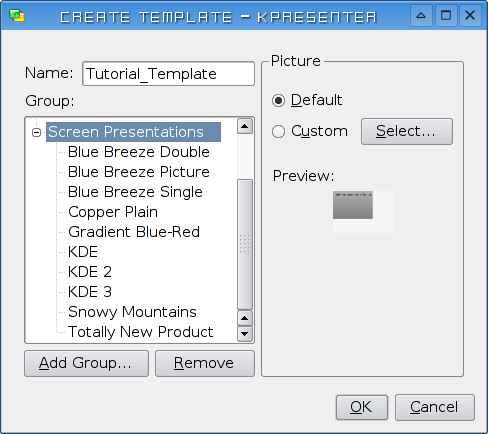 CREATE TEMPLATE - KPRESENTER
Name: Tutorial_Template
Group:
Screen Presentations
Blue Breeze Double
Blue Breeze Picture
Blue Breeze Single
Copper Plain
Gradient Blue-Red
KDE
KDE 2
KDE 3
Snowy Mountains
Totally New Product
Add Group...
Remove
Picture
Default
Custom
Select...
Preview:
OK
Cancel